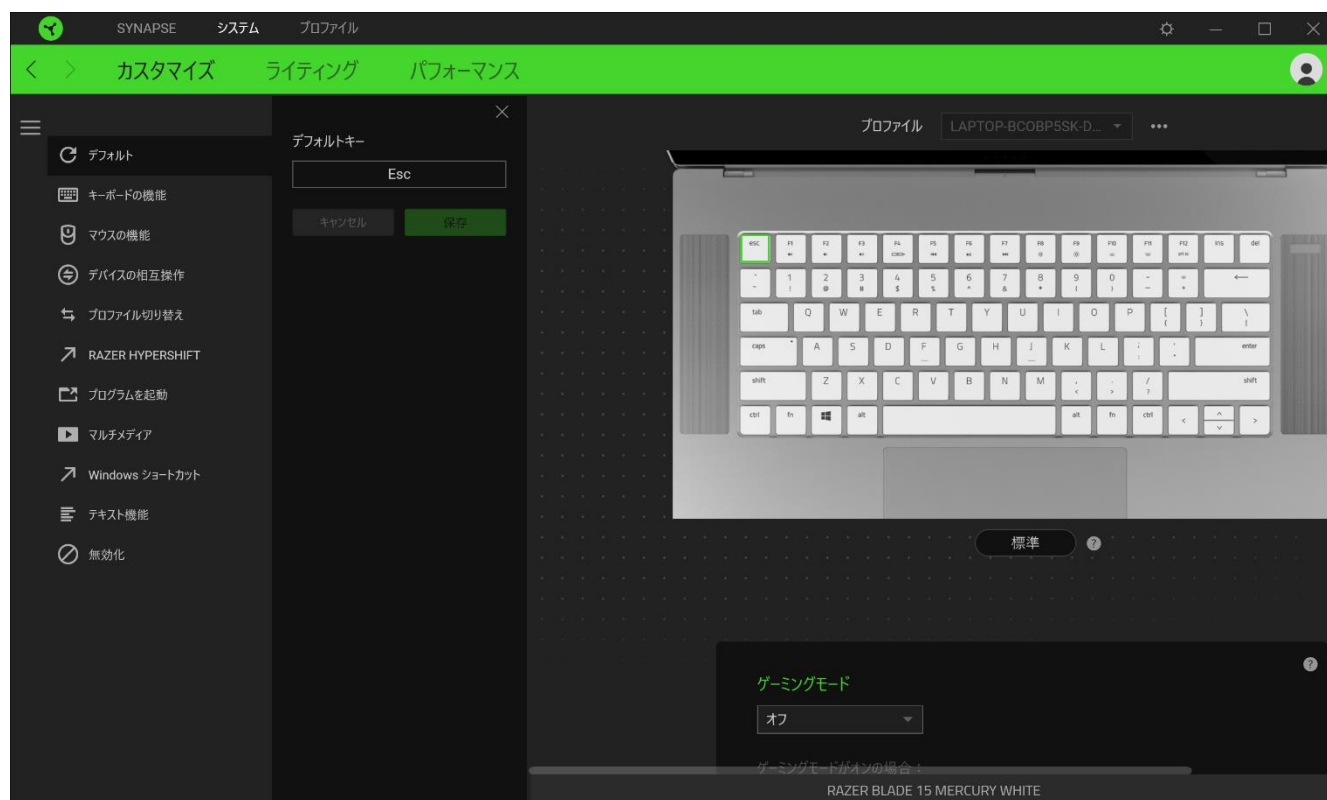 SYNAPSE システム プロファイル
カスタマイズ ライティング パフォーマンス
デフォルト
キーボードの機能
マウスの機能
デバイスの相互操作
プロファイル切り替え
RAZER HYPERSHIFT
プログラムを起動
マルチメディア
Windows ショートカット
テキスト機能
無効化
デフォルトキー
Esc
キャンセル 保存
プロファイル LAPTOP-BCOBP5SK-D...
esc F1 F2 F3 F4 F5 F6 F7 F8 F9 F10 F11 F12 ins del
1 2 3 4 5 6 7 8 9 0
tab Q W E R T Y U I O P [ ] \
caps A S D F G H J K L ; ' enter
shift Z X C V B N M , . / shift
ctrl fn alt alt fn ctrl < ^ >
標準 ?
ゲーミングモード
オフ
ゲーミングモードがオンの場合：
RAZER BLADE 15 MERCURY WHITE